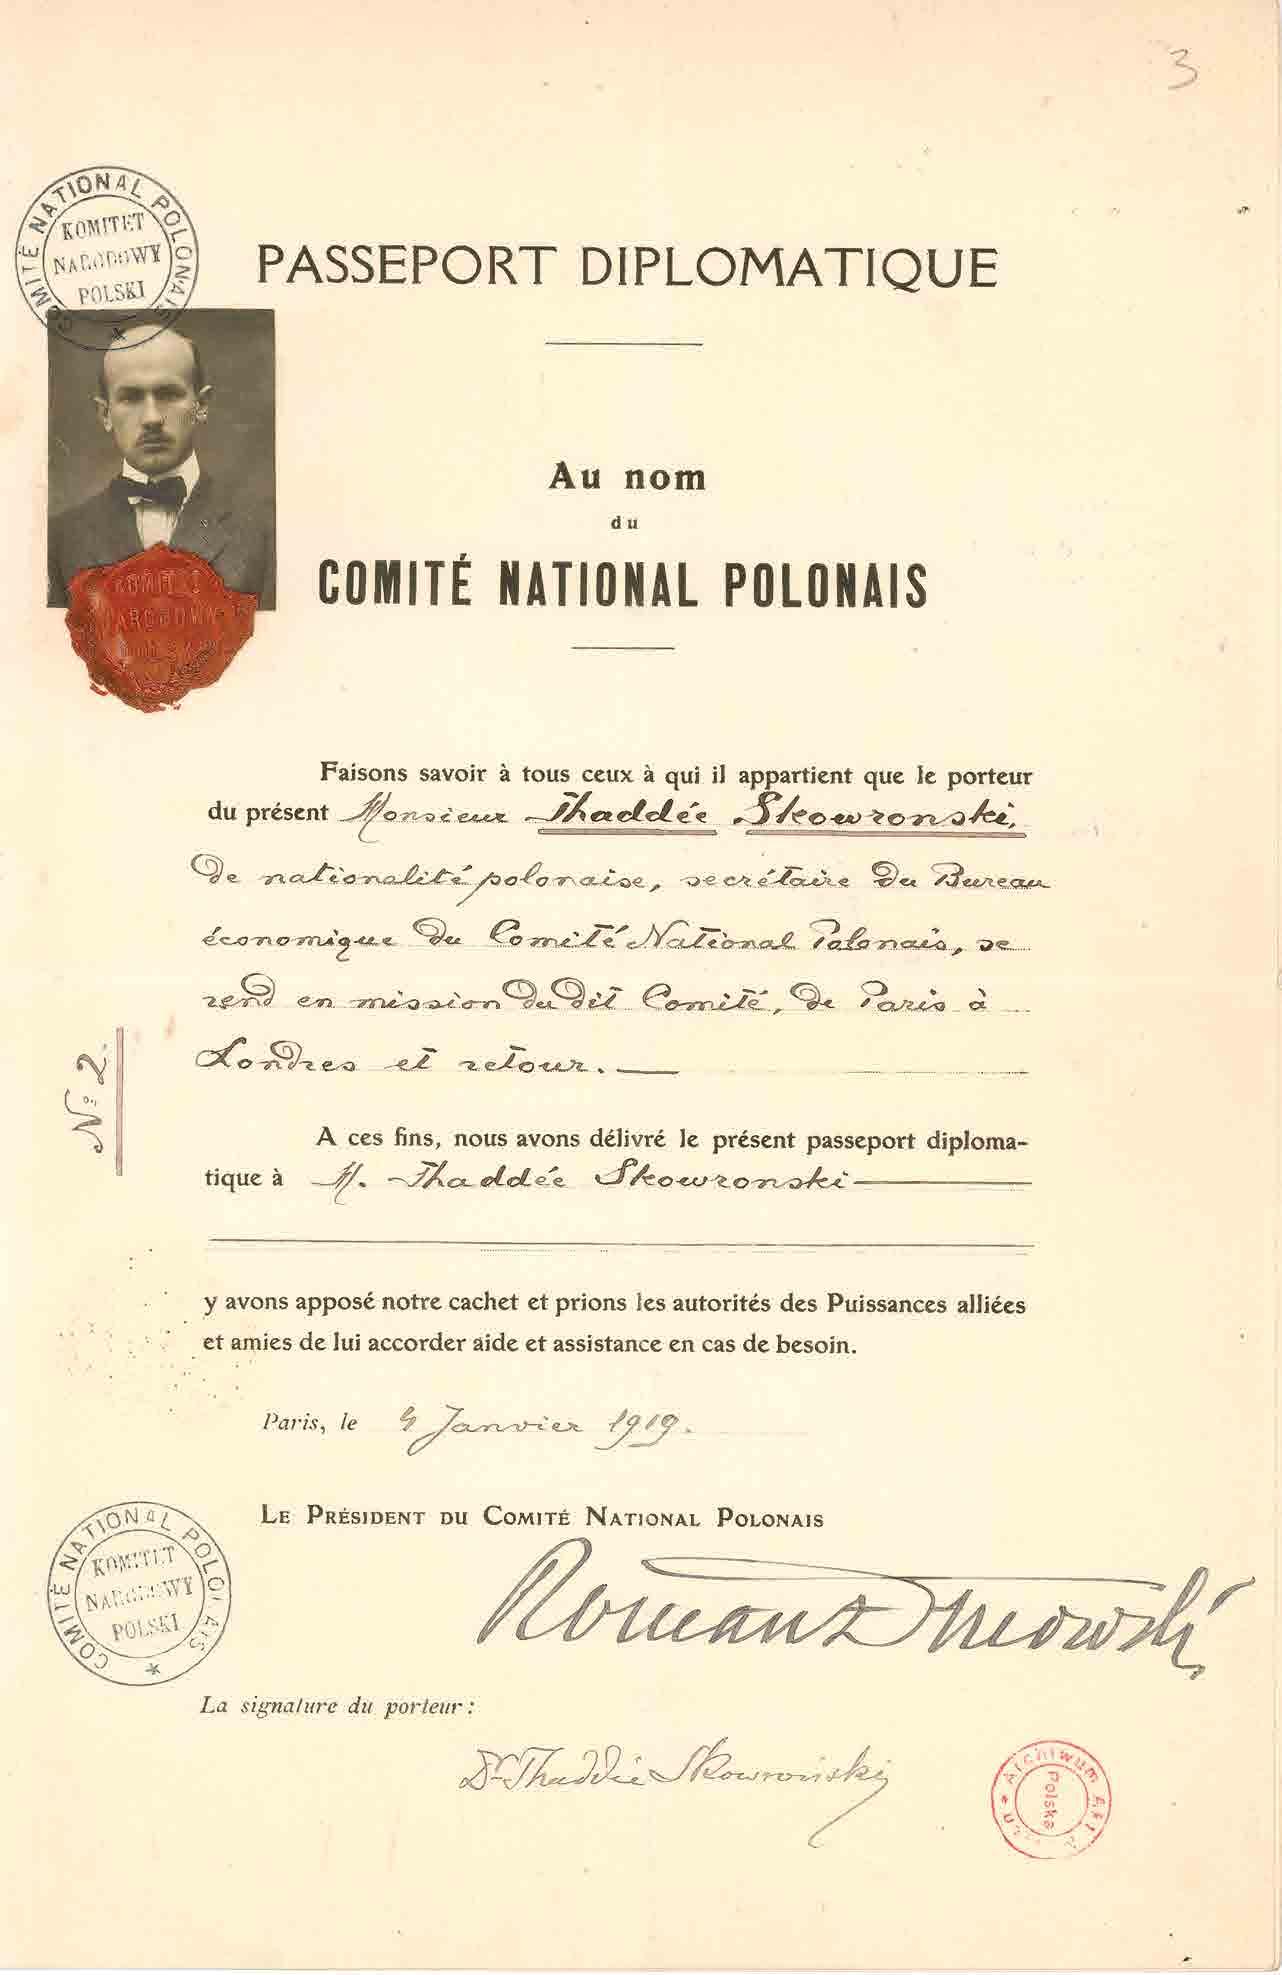 3
COMITÉ NATIONAL POLONAIS
KOMITET
NARODOWY
POLSKI
PASSEPORT DIPLOMATIQUE
Au nom
du
COMITÉ NATIONAL POLONAIS
KOMITET
NARODOWY
POLSKI
Faisons savoir à tous ceux à qui il appartient que le porteur
du présent Monsieur Thaddée Skowronski,
de nationalité polonaise, secrétaire du Bureau
économique du Comité National Polonais, se
rend en mission du dit Comité, de Paris à
Londres et retour.
No 2.
A ces fins, nous avons délivré le présent passeport diploma-
tique à M. Thaddée Skowronski
y avons apposé notre cachet et prions les autorités des Puissances alliées
et amies de lui accorder aide et assistance en cas de besoin.
Paris, le 4 Janvier 1919.
LE PRÉSIDENT DU COMITÉ NATIONAL POLONAIS
COMITÉ NATIONAL POLONAIS
KOMITET
NARODOWY
POLSKI
Roman Dmowski
La signature du porteur :
Dr Thaddée Skowroński
Archiwum Akt
Polska